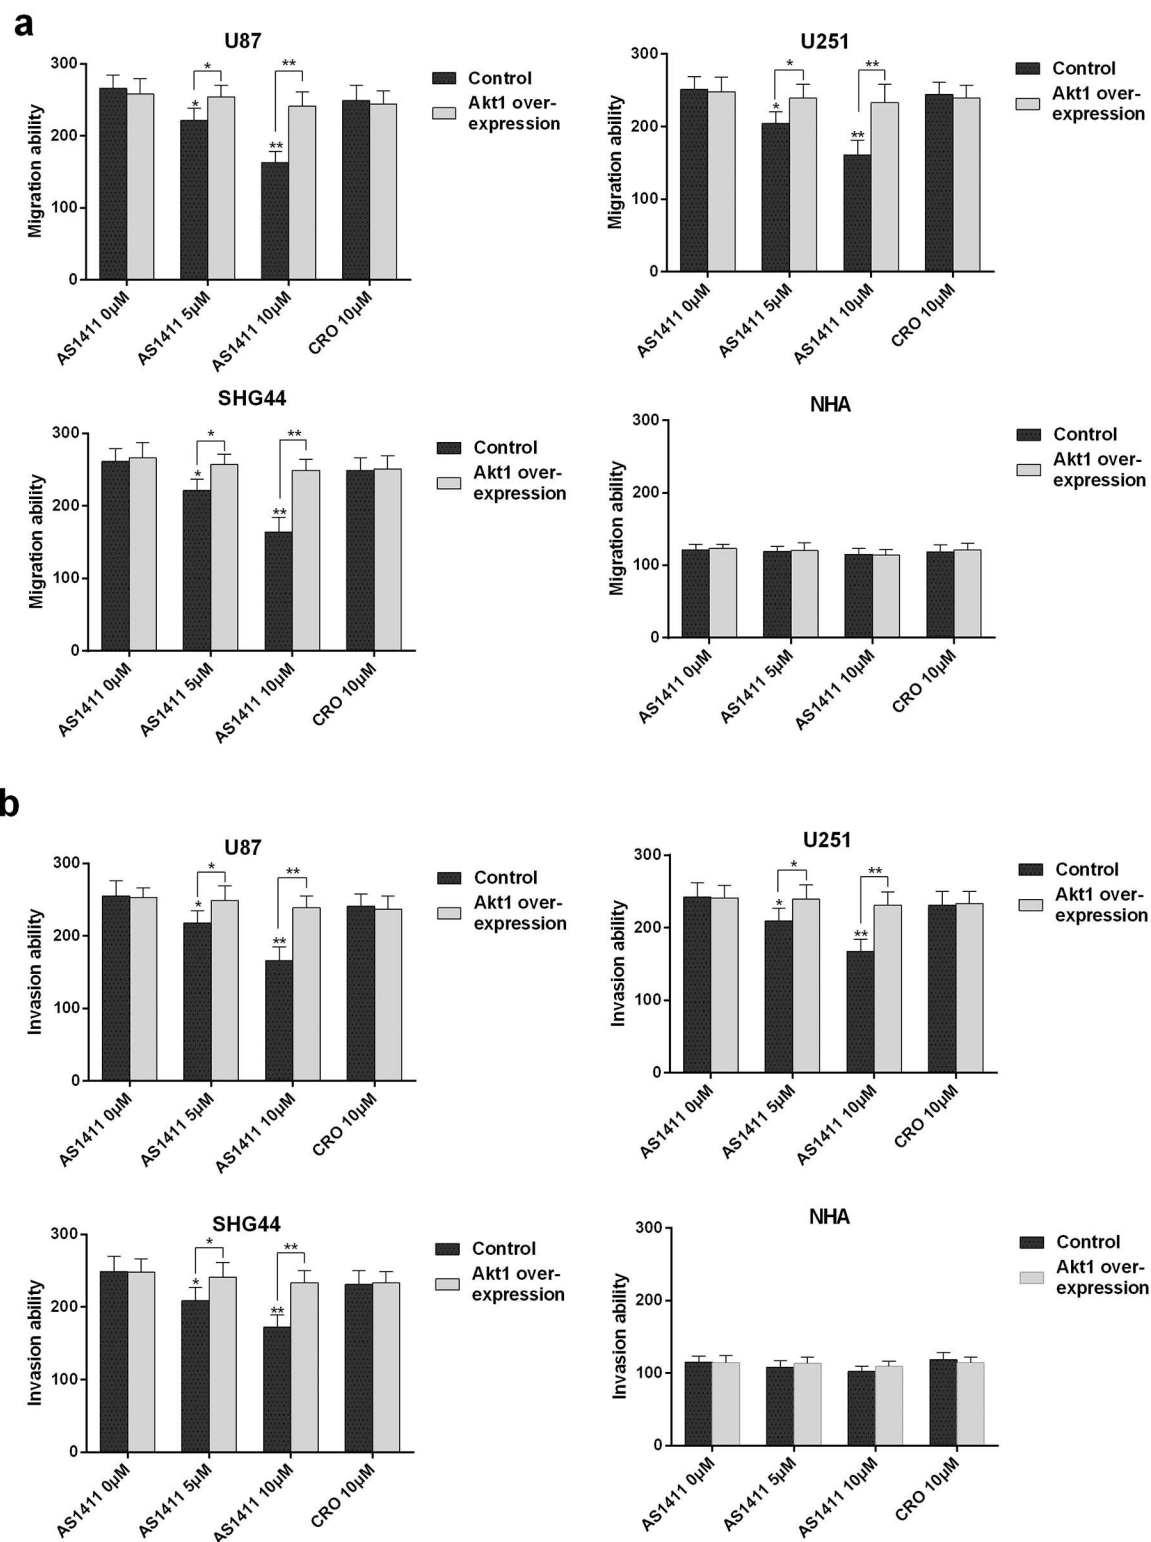 a
U87
300
200
100
0
Migration ability
*
*
**
**
AS1411 0μM
AS1411 5μM
AS1411 10μM
CRO 10μM
Control
Akt1 over-
expression
U251
300
200
100
0
Migration ability
*
*
**
**
AS1411 0μM
AS1411 5μM
AS1411 10μM
CRO 10μM
Control
Akt1 over-
expression
SHG44
300
200
100
0
Migration ability
*
*
**
**
AS1411 0μM
AS1411 5μM
AS1411 10μM
CRO 10μM
Control
Akt1 over-
expression
NHA
300
200
100
0
Migration ability
AS1411 0μM
AS1411 5μM
AS1411 10μM
CRO 10μM
Control
Akt1 over-
expression
b
U87
300
200
100
0
Invasion ability
*
*
**
**
AS1411 0μM
AS1411 5μM
AS1411 10μM
CRO 10μM
Control
Akt1 over-
expression
U251
300
200
100
0
Invasion ability
*
*
**
**
AS1411 0μM
AS1411 5μM
AS1411 10μM
CRO 10μM
Control
Akt1 over-
expression
SHG44
300
200
100
0
Invasion ability
*
*
**
**
AS1411 0μM
AS1411 5μM
AS1411 10μM
CRO 10μM
Control
Akt1 over-
expression
NHA
300
200
100
0
Invasion ability
AS1411 0μM
AS1411 5μM
AS1411 10μM
CRO 10μM
Control
Akt1 over-
expression